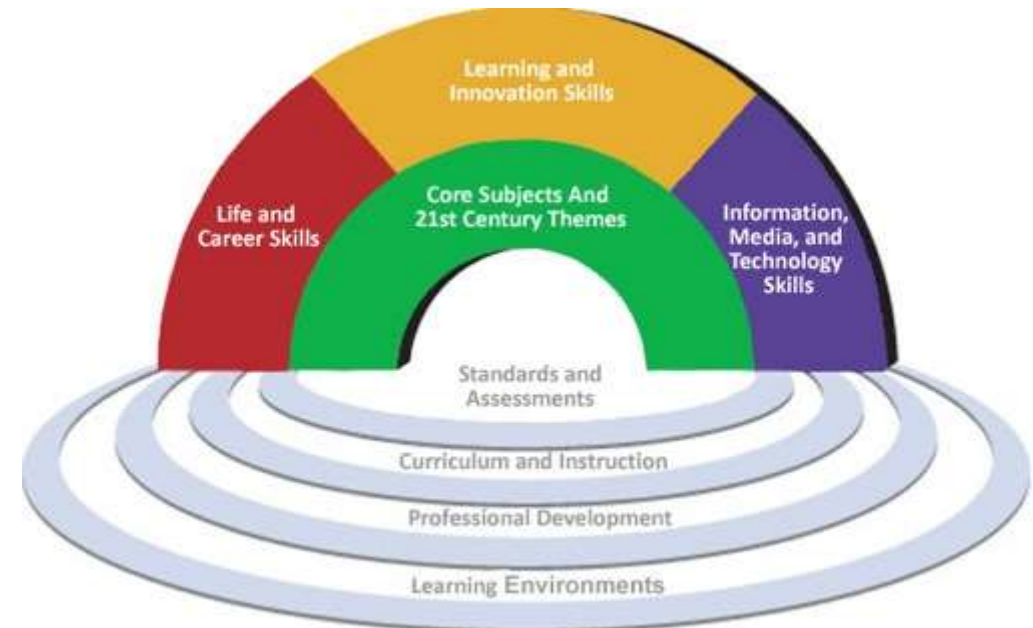 Learning and
Innovation Skills
Life and
Career Skills
Core Subjects And
21st Century Themes
Information,
Media, and
Technology
Skills
Standards and
Assessments
Curriculum and Instruction
Professional Development
Learning Environments